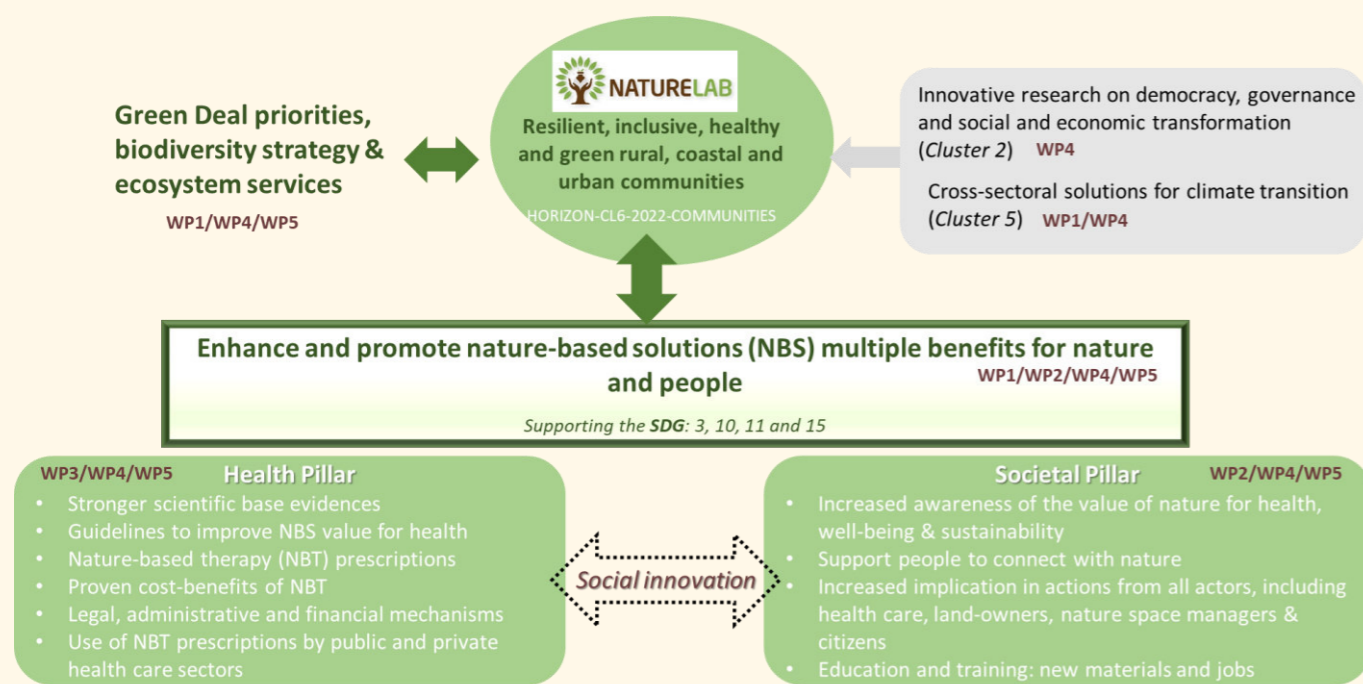 NATURELAB
Resilient, inclusive, healthy
and green rural, coastal and
urban communities
HORIZON-CL6-2022-COMMUNITIES
Green Deal priorities,
biodiversity strategy &
ecosystem services
WP1/WP4/WP5
Innovative research on democracy, governance
and social and economic transformation
(Cluster 2) WP4
Cross-sectoral solutions for climate transition
(Cluster 5) WP1/WP4
Enhance and promote nature-based solutions (NBS) multiple benefits for nature
and people WP1/WP2/WP4/WP5
Supporting the SDG: 3, 10, 11 and 15
WP3/WP4/WP5 Health Pillar
• Stronger scientific base evidences
• Guidelines to improve NBS value for health
• Nature-based therapy (NBT) prescriptions
• Proven cost-benefits of NBT
• Legal, administrative and financial mechanisms
• Use of NBT prescriptions by public and private
health care sectors
Social innovation
Societal Pillar WP2/WP4/WP5
• Increased awareness of the value of nature for health,
well-being & sustainability
• Support people to connect with nature
• Increased implication in actions from all actors, including
health care, land-owners, nature space managers &
citizens
• Education and training: new materials and jobs